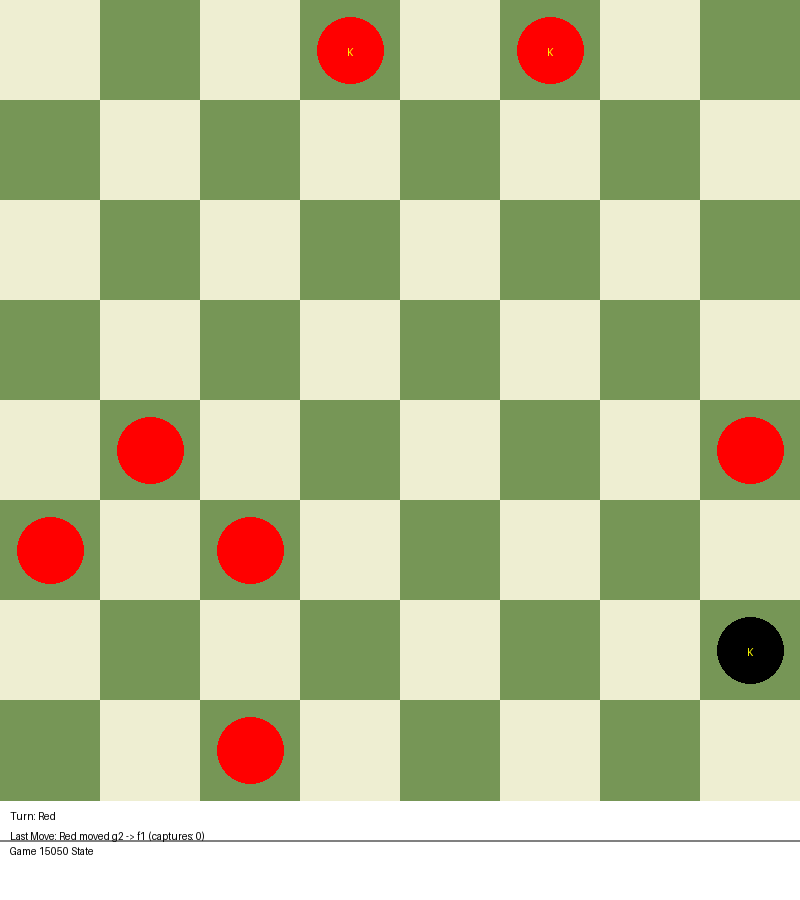 K K
K
Turn: Red
Last Move: Red moved g2 -> f1 (captures: 0)
Game 15050 State